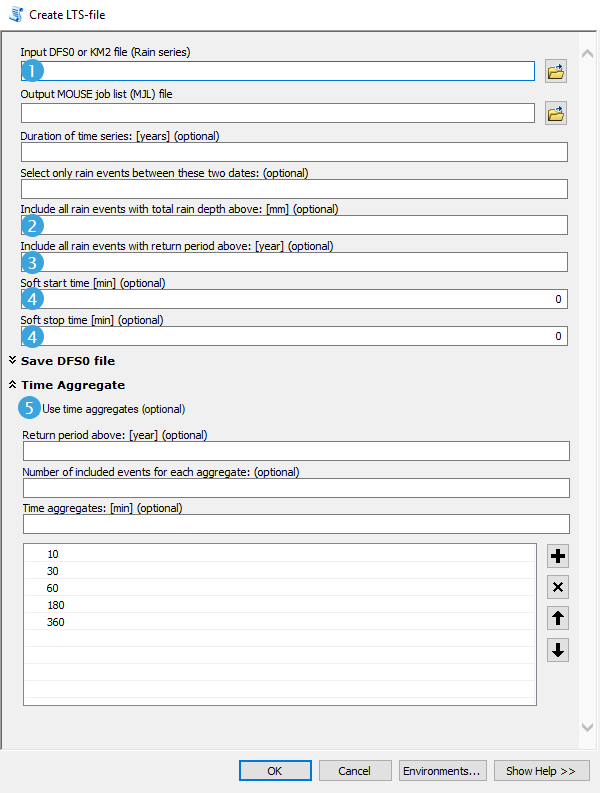 Create LTS-file
Input DFS0 or KM2 file (Rain series)
1
Output MOUSE job list (MJL) file
Duration of time series: [years] (optional)
Select only rain events between these two dates: (optional)
Include all rain events with total rain depth above: [mm] (optional)
2
Include all rain events with return period above: [year] (optional)
3
Soft start time [min] (optional)
4 0
Soft stop time [min] (optional)
4 0
Save DFS0 file
Time Aggregate
5 Use time aggregates (optional)
Return period above: [year] (optional)
Number of included events for each aggregate: (optional)
Time aggregates: [min] (optional)
10
30
60
180
360
OK Cancel Environments... Show Help >>